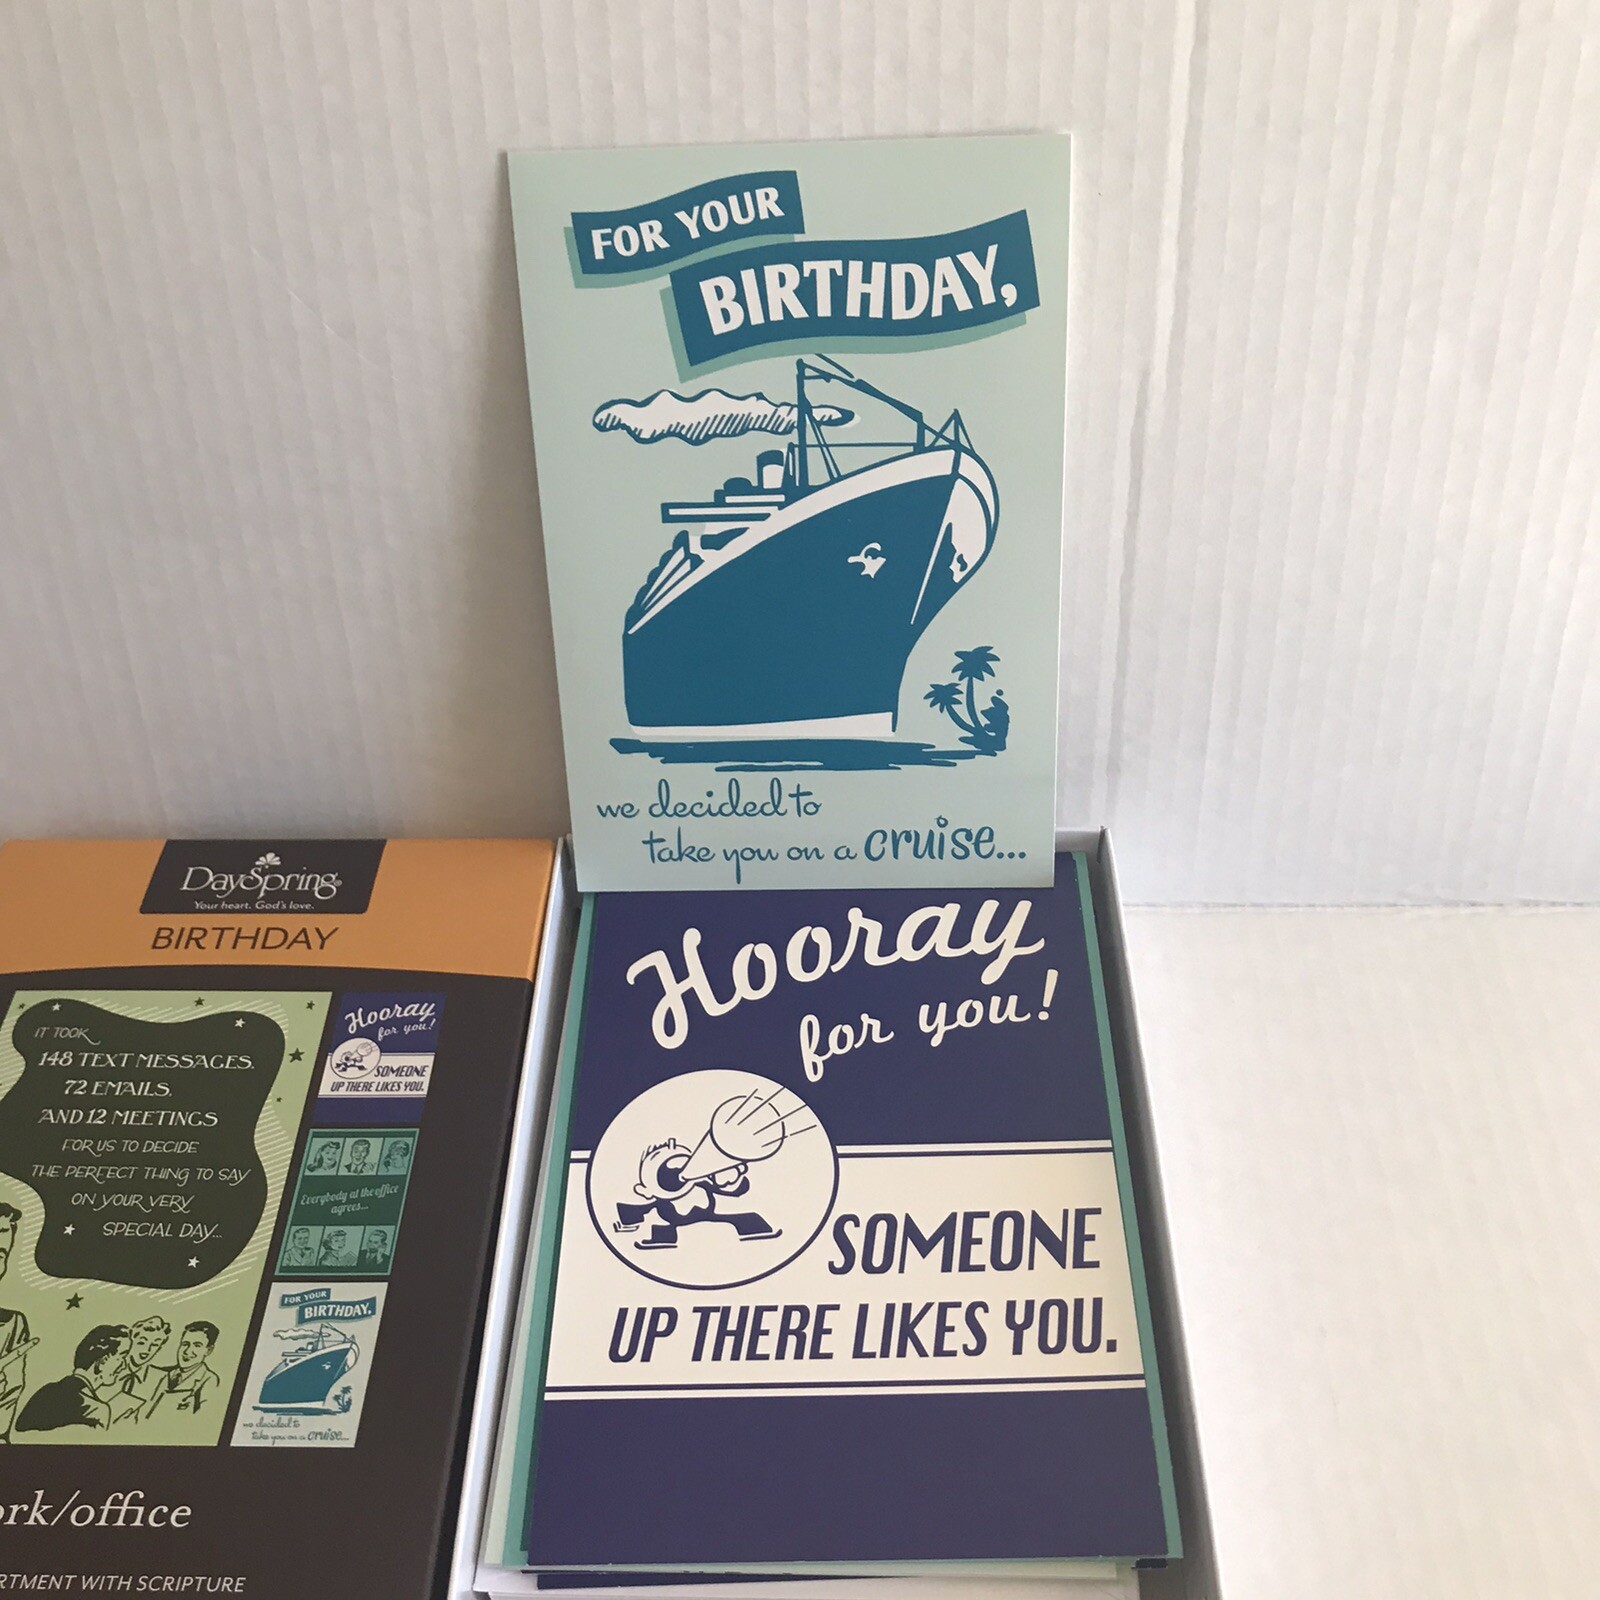 FOR YOUR
BIRTHDAY,
we decided to
take you on a cruise...
DaySpring®
Your heart. God's love.
BIRTHDAY
IT TOOK
148 TEXT MESSAGES,
72 EMAILS,
AND 12 MEETINGS
FOR US TO DECIDE
THE PERFECT THING TO SAY
ON YOUR VERY
SPECIAL DAY...
Hooray
for you!
SOMEONE
UP THERE LIKES YOU.
Everybody at the office
agrees...
FOR YOUR
BIRTHDAY,
we decided to
take you on a cruise...
ork/office
RTMENT WITH SCRIPTURE
Hooray
for you!
SOMEONE
UP THERE LIKES YOU.